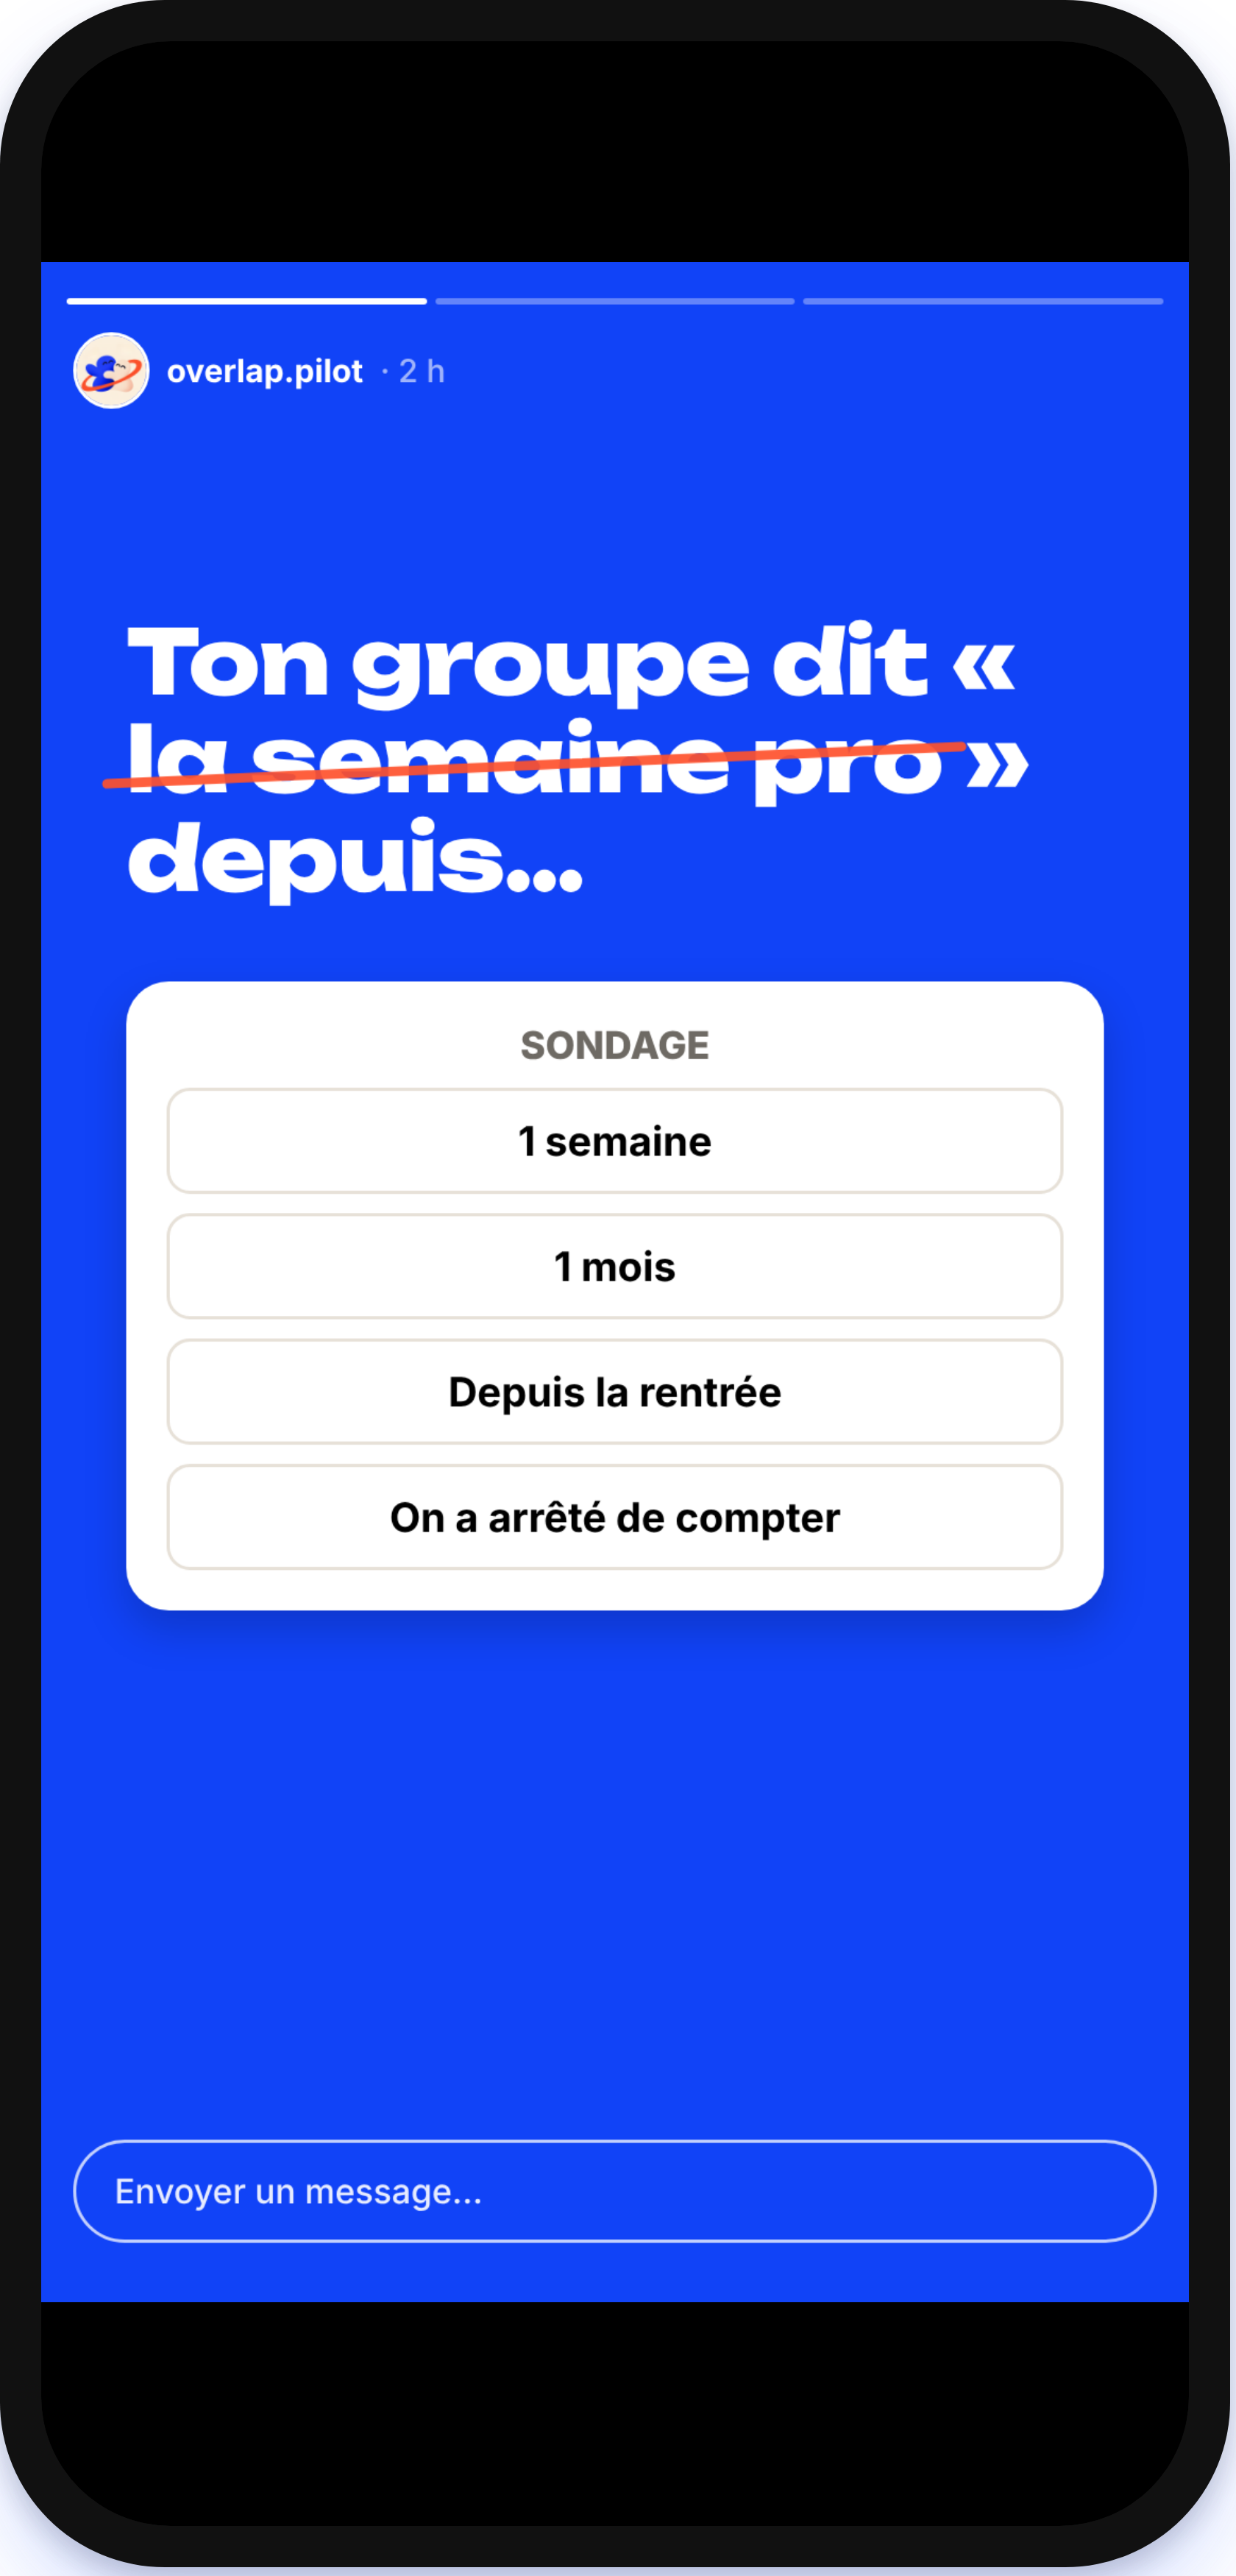 overlap.pilot · 2 h
Ton groupe dit «
la semaine pro »
depuis...
SONDAGE
1 semaine
1 mois
Depuis la rentrée
On a arrêté de compter
Envoyer un message...